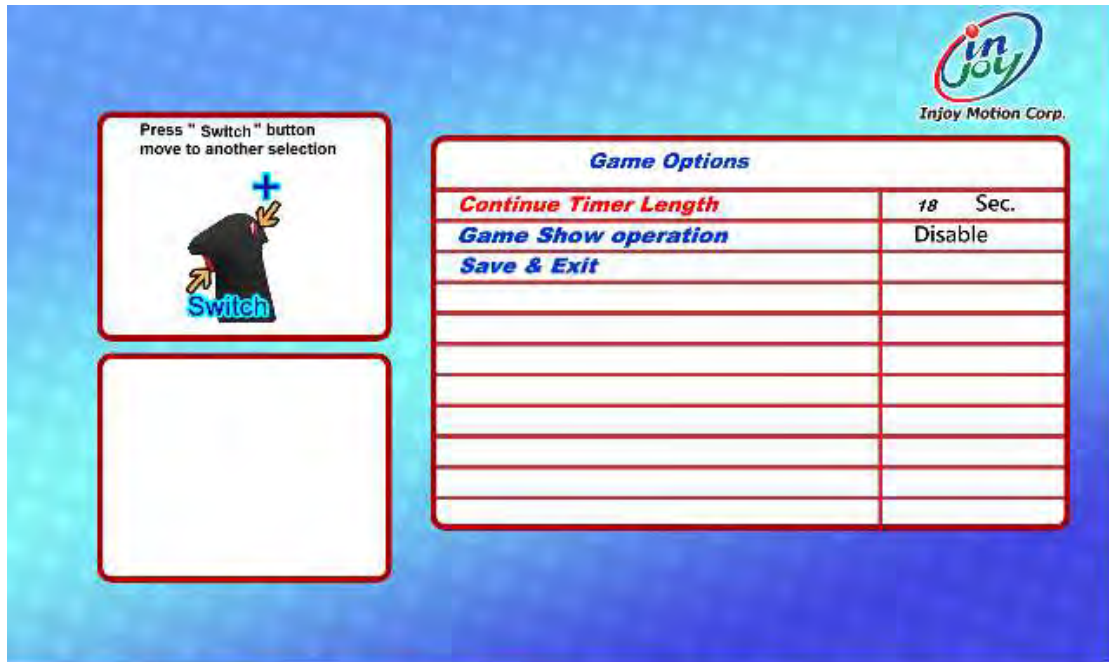 in
joy
Injoy Motion Corp.
Press " Switch " button
move to another selection
+
Switch
Game Options
Continue Timer Length 18 Sec.
Game Show operation Disable
Save & Exit